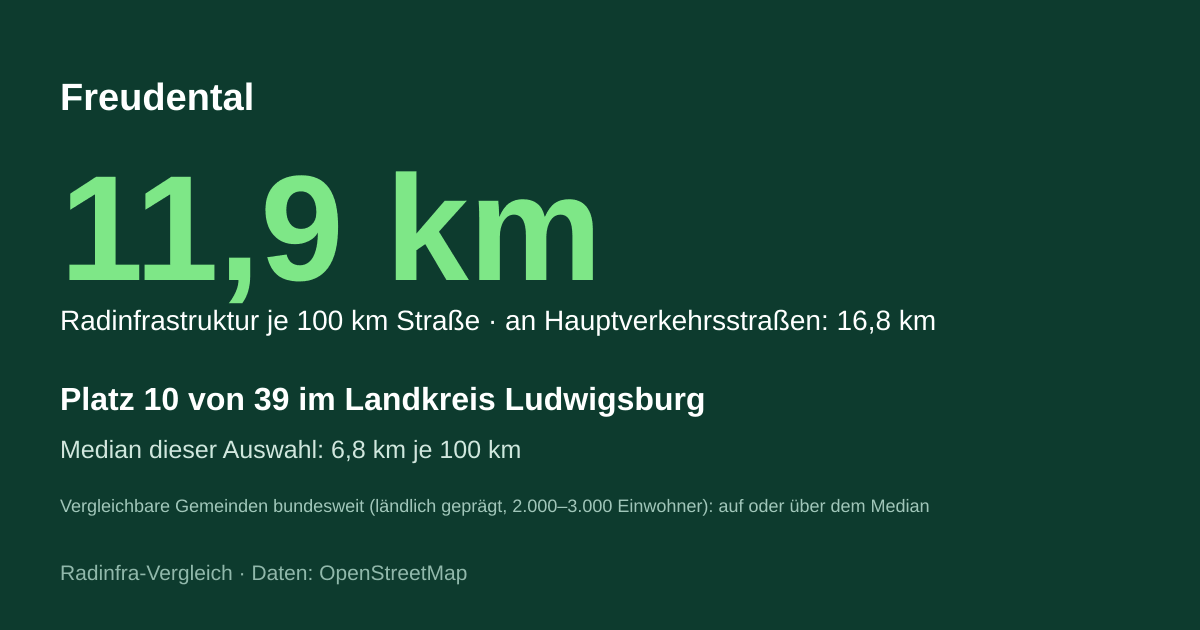 Freudental
11,9 km
Radinfrastruktur je 100 km Straße · an Hauptverkehrsstraßen: 16,8 km
Platz 10 von 39 im Landkreis Ludwigsburg
Median dieser Auswahl: 6,8 km je 100 km
Vergleichbare Gemeinden bundesweit (ländlich geprägt, 2.000–3.000 Einwohner): auf oder über dem Median
Radinfra-Vergleich · Daten: OpenStreetMap